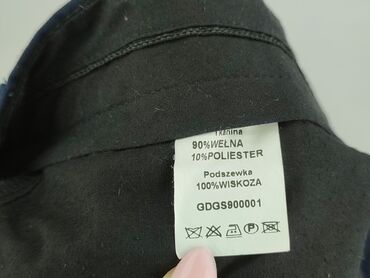 Tkanina
90%WEŁNA
10%POLIESTER
Podszewka
100%WISKOZA
GDGS900001